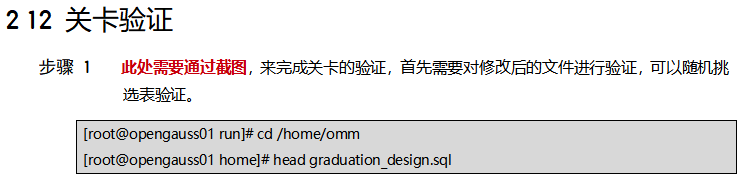 2 12 关卡验证
步骤 1 此处需要通过截图，来完成关卡的验证，首先需要对修改后的文件进行验证，可以随机挑
选表验证。
[root@opengauss01 run]# cd /home/omm
[root@opengauss01 home]# head graduation_design.sql